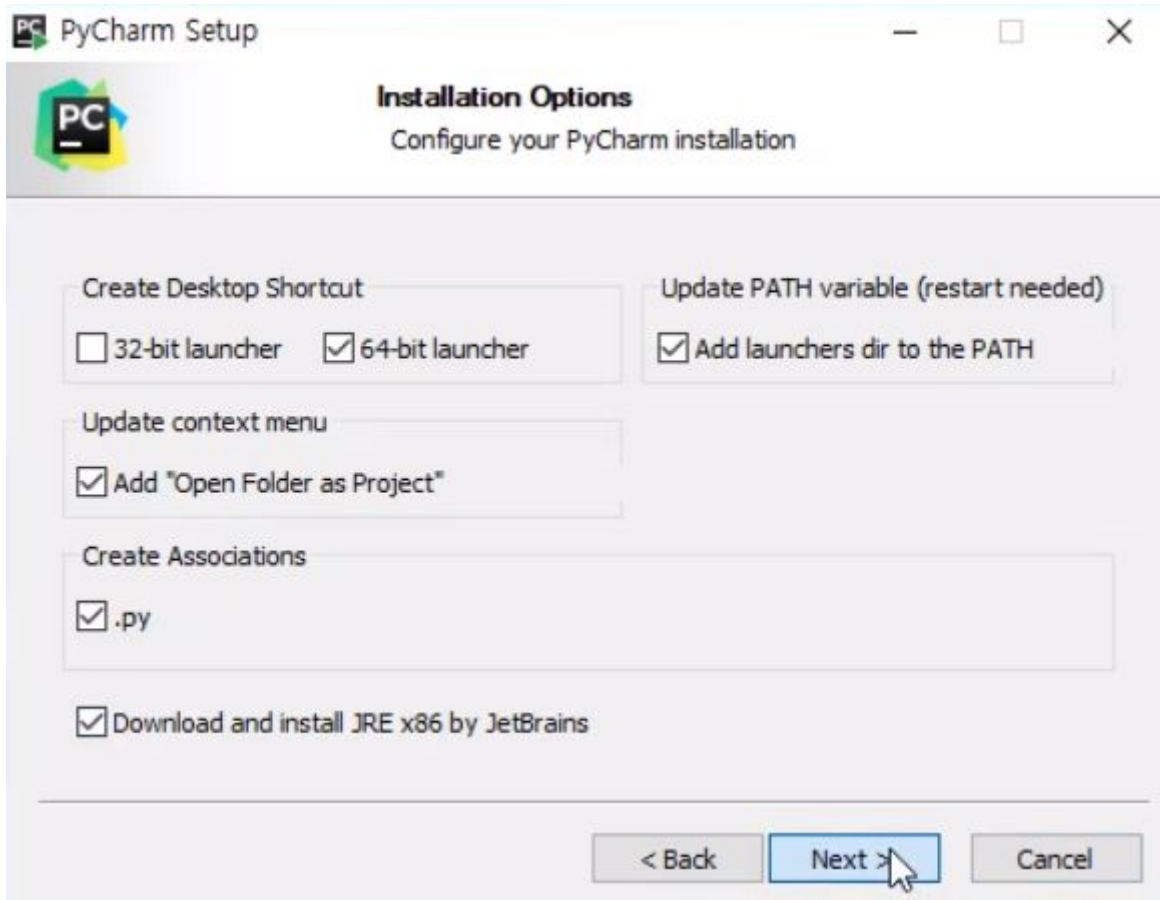 PyCharm Setup
PC
Installation Options
Configure your PyCharm installation
Create Desktop Shortcut
32-bit launcher
64-bit launcher
Update PATH variable (restart needed)
Add launchers dir to the PATH
Update context menu
Add "Open Folder as Project"
Create Associations
.py
Download and install JRE x86 by JetBrains
< Back
Next >
Cancel